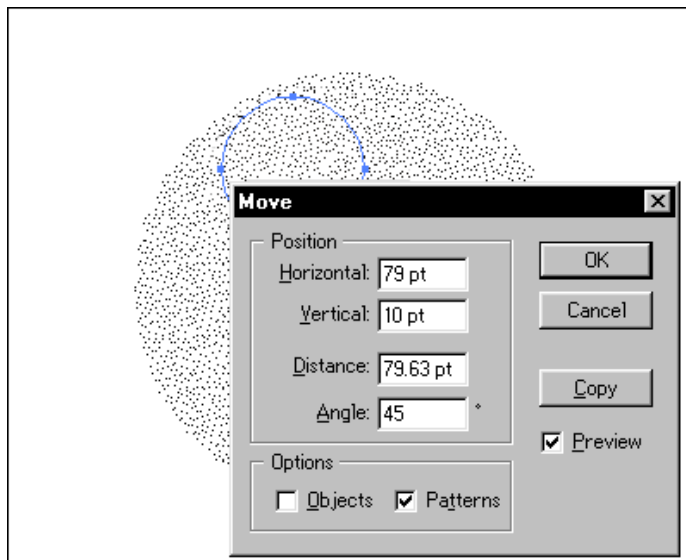 Move
Position
Horizontal: 79 pt
Vertical: 10 pt
Distance: 79.63 pt
Angle: 45 °
Options
Objects Patterns
OK
Cancel
Copy
Preview